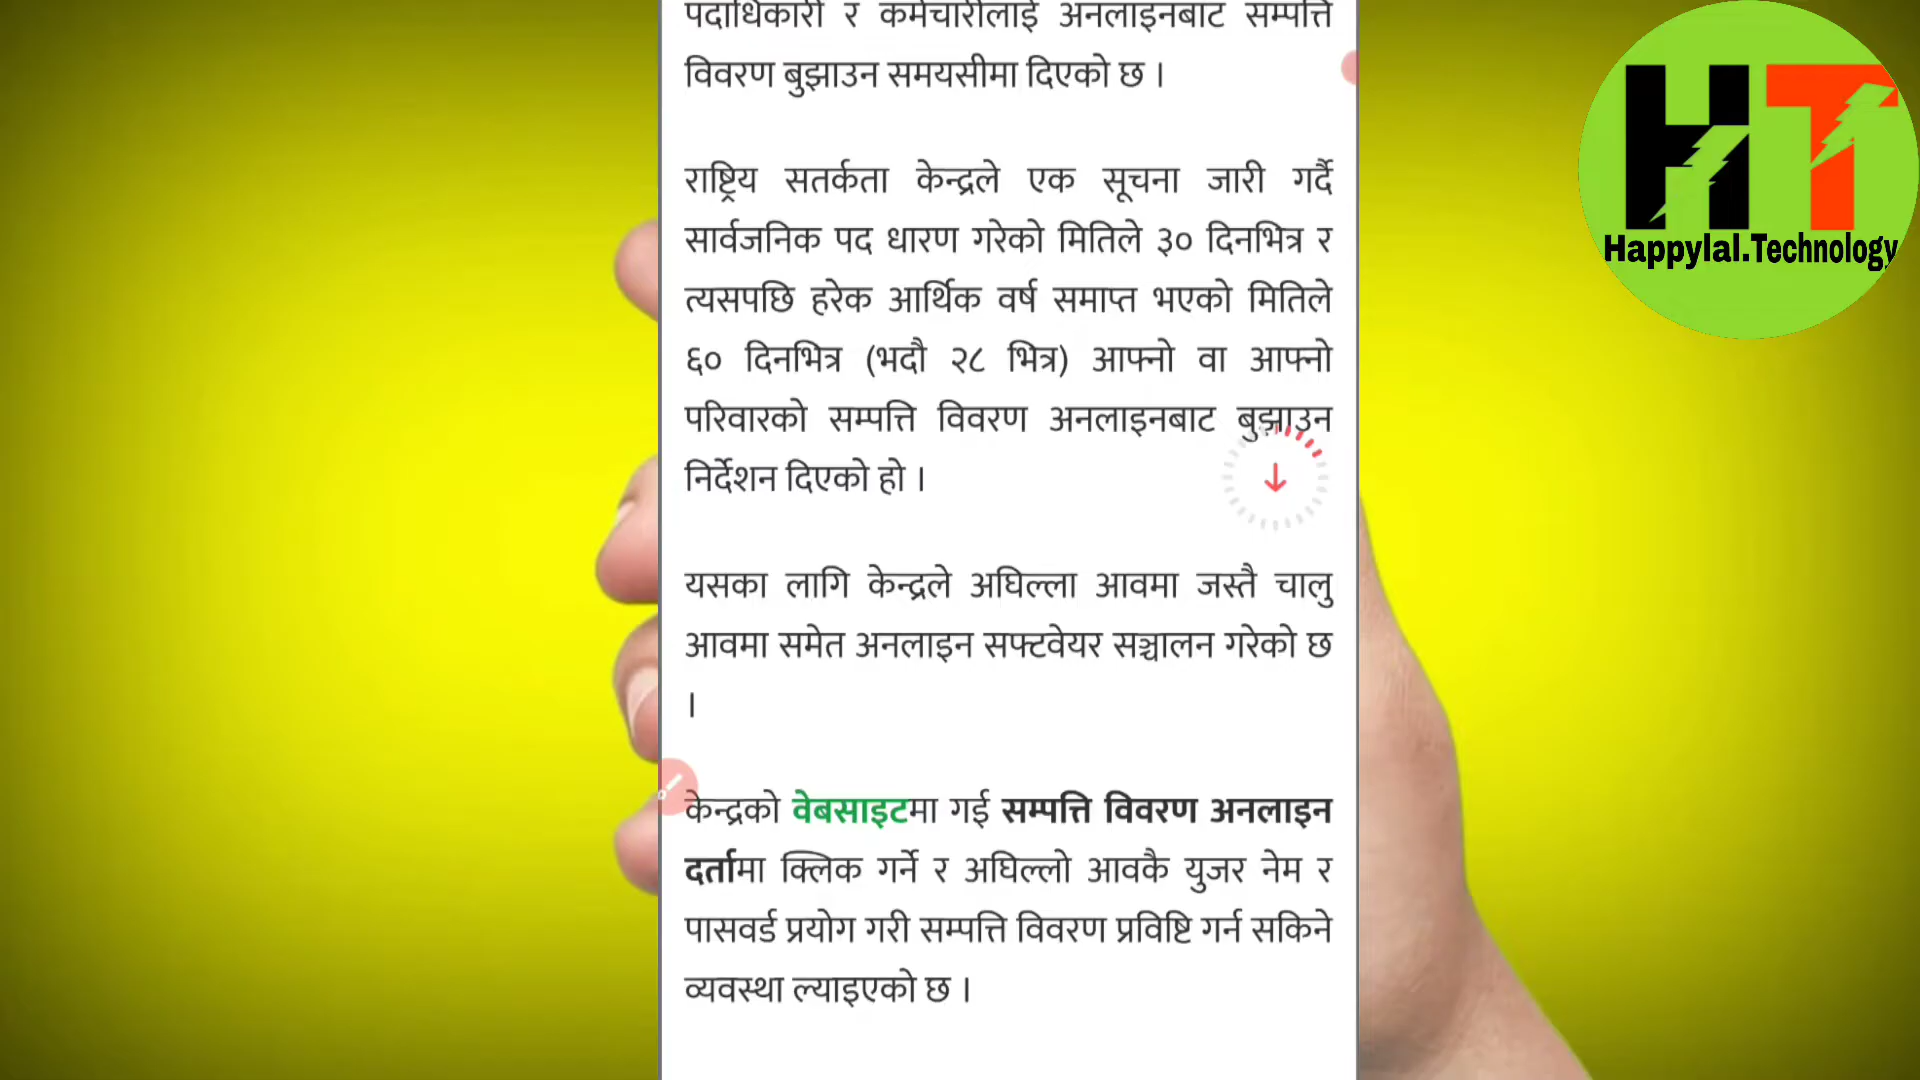 पदाधिकारी र कर्मचारीलाई अनलाइनबाट सम्पत्ति
विवरण बुझाउन समयसीमा दिएको छ ।
राष्ट्रिय सतर्कता केन्द्रले एक सूचना जारी गर्दै
सार्वजनिक पद धारण गरेको मितिले ३० दिनभित्र र
त्यसपछि हरेक आर्थिक वर्ष समाप्त भएको मितिले
६० दिनभित्र (भदौ २८ भित्र) आफ्नो वा आफ्नो
परिवारको सम्पत्ति विवरण अनलाइनबाट बुझाउन
निर्देशन दिएको हो ।
यसका लागि केन्द्रले अघिल्ला आवमा जस्तै चालु
आवमा समेत अनलाइन सफ्टवेयर सञ्चालन गरेको छ
।
केन्द्रको वेबसाइटमा गई सम्पत्ति विवरण अनलाइन
दर्तामा क्लिक गर्ने र अघिल्लो आवकै युजर नेम र
पासवर्ड प्रयोग गरी सम्पत्ति विवरण प्रविष्टि गर्न सकिने
व्यवस्था ल्याइएको छ ।
HT
Happylal.Technology